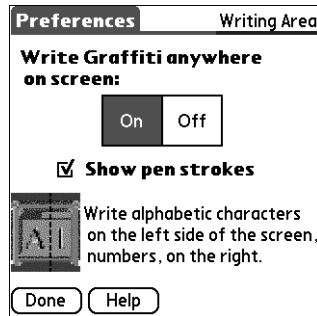 Preferences Writing Area
Write Graffiti anywhere
on screen:
On Off
Show pen strokes
A 1
Write alphabetic characters
on the left side of the screen,
numbers, on the right.
Done Help